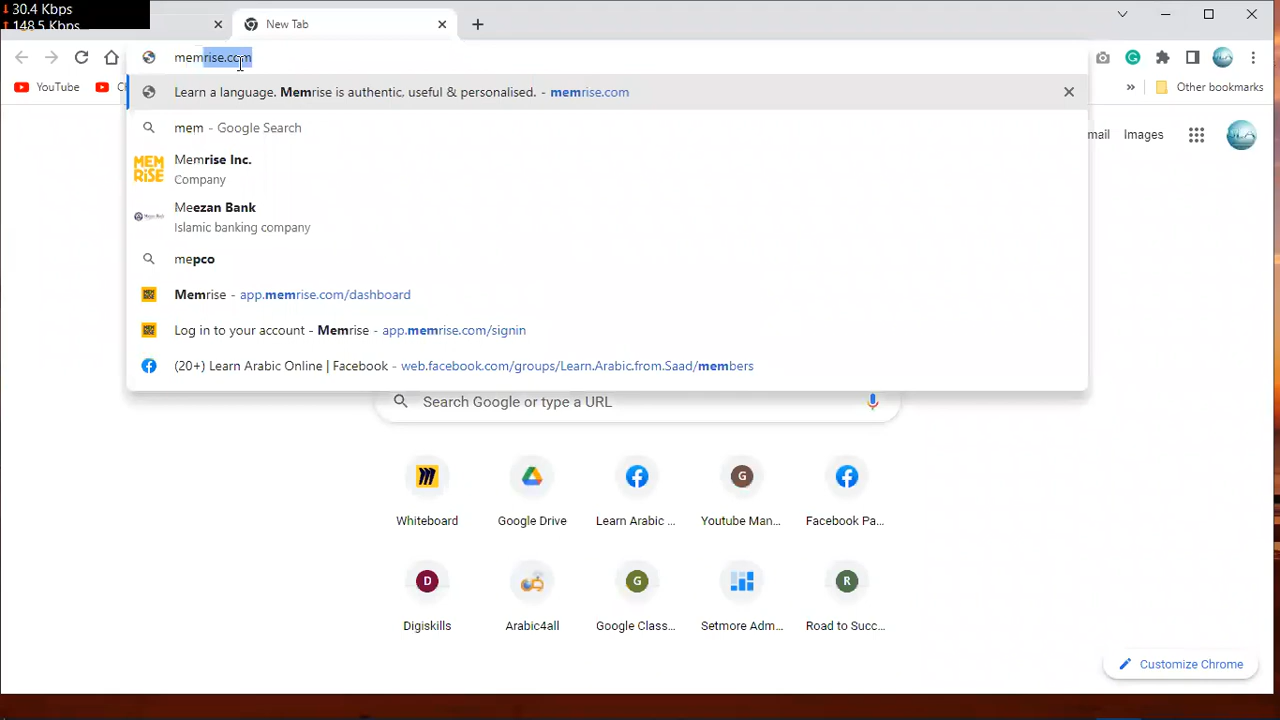 30.4 Kbps
148.5 Kbps
New Tab
memrise.com
YouTube
Other bookmarks
Learn a language. Memrise is authentic, useful & personalised. - memrise.com
mem - Google Search
Images
MEM
RiSE
Memrise Inc.
Company
Meezan Bank
Islamic banking company
mepco
Memrise - app.memrise.com/dashboard
Log in to your account - Memrise - app.memrise.com/signin
(20+) Learn Arabic Online | Facebook - web.facebook.com/groups/Learn.Arabic.from.Saad/members
Search Google or type a URL
G
Whiteboard
Google Drive
Learn Arabic ...
Youtube Man...
Facebook Pa...
D
G
R
Digiskills
Arabic4all
Google Class...
Setmore Adm...
Road to Succ...
Customize Chrome